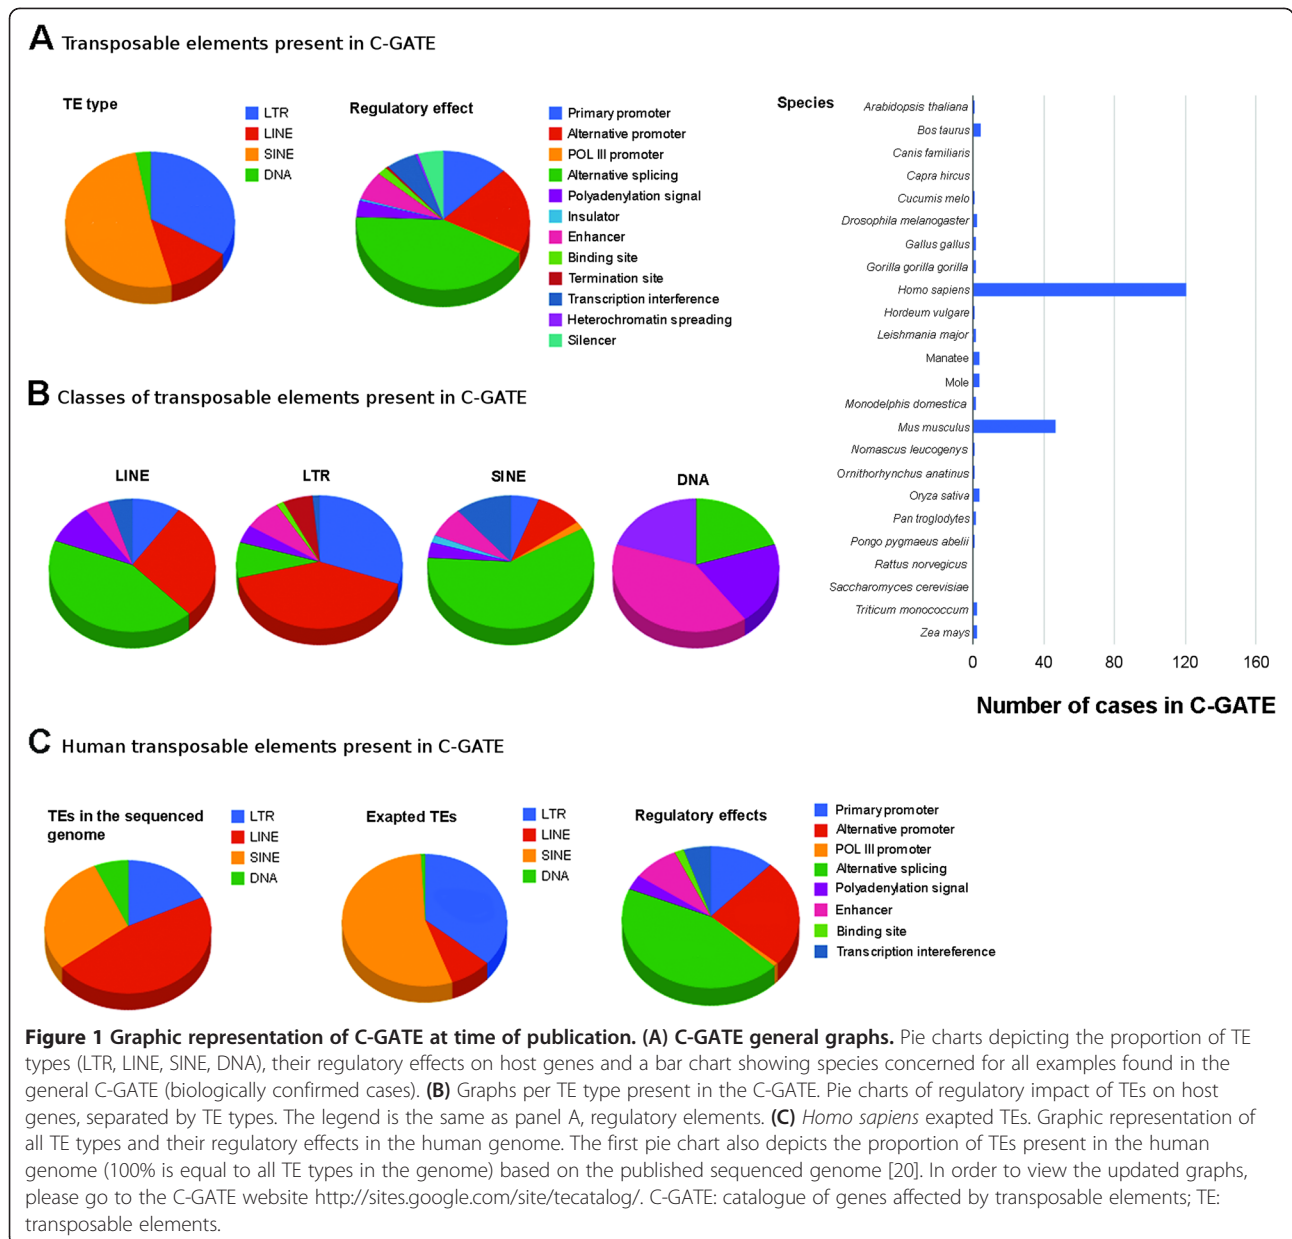 A Transposable elements present in C-GATE
TE type
LTR
LINE
SINE
DNA
Regulatory effect
Primary promoter
Alternative promoter
POL III promoter
Alternative splicing
Polyadenylation signal
Insulator
Enhancer
Binding site
Termination site
Transcription interference
Heterochromatin spreading
Silencer
Species
Arabidopsis thaliana
Bos taurus
Canis familiaris
Capra hircus
Cucumis melo
Drosophila melanogaster
Gallus gallus
Gorilla gorilla gorilla
Homo sapiens
Hordeum vulgare
Leishmania major
Manatee
Mole
Monodelphis domestica
Mus musculus
Nomascus leucogenys
Ornithorhynchus anatinus
Oryza sativa
Pan troglodytes
Pongo pygmaeus abelii
Rattus norvegicus
Saccharomyces cerevisiae
Triticum monococcum
Zea mays
0 40 80 120 160
Number of cases in C-GATE
B Classes of transposable elements present in C-GATE
LINE
LTR
SINE
DNA
C Human transposable elements present in C-GATE
TEs in the sequenced
genome
LTR
LINE
SINE
DNA
Exapted TEs
LTR
LINE
SINE
DNA
Regulatory effects
Primary promoter
Alternative promoter
POL III promoter
Alternative splicing
Polyadenylation signal
Enhancer
Binding site
Transcription intereference
Figure 1 Graphic representation of C-GATE at time of publication. (A) C-GATE general graphs. Pie charts depicting the proportion of TE
types (LTR, LINE, SINE, DNA), their regulatory effects on host genes and a bar chart showing species concerned for all examples found in the
general C-GATE (biologically confirmed cases). (B) Graphs per TE type present in the C-GATE. Pie charts of regulatory impact of TEs on host
genes, separated by TE types. The legend is the same as panel A, regulatory elements. (C) Homo sapiens exapted TEs. Graphic representation of
all TE types and their regulatory effects in the human genome. The first pie chart also depicts the proportion of TEs present in the human
genome (100% is equal to all TE types in the genome) based on the published sequenced genome [20]. In order to view the updated graphs,
please go to the C-GATE website http://sites.google.com/site/tecatalog/. C-GATE: catalogue of genes affected by transposable elements; TE:
transposable elements.